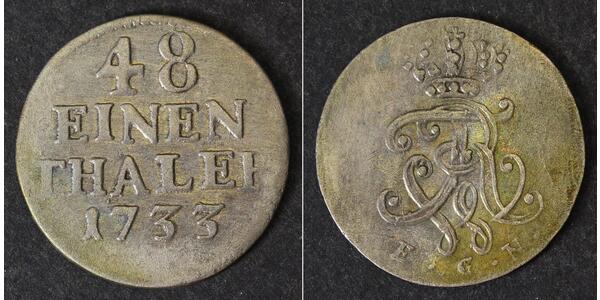 48
EINEN
THALER
1733
E. G. N.